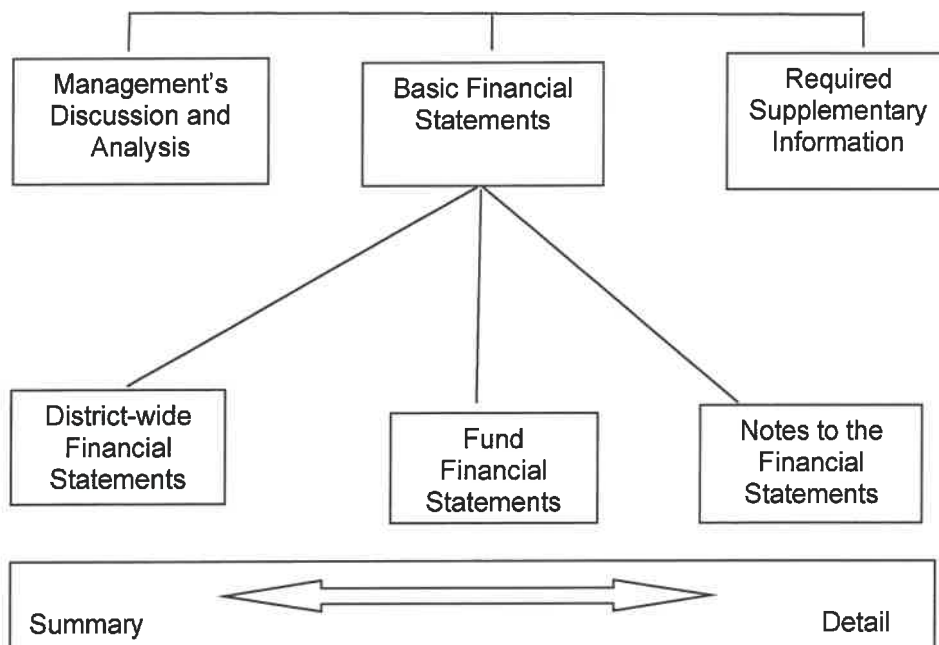 Management's
Discussion and
Analysis
Basic Financial
Statements
Required
Supplementary
Information
District-wide
Financial
Statements
Fund
Financial
Statements
Notes to the
Financial
Statements
Summary
Detail